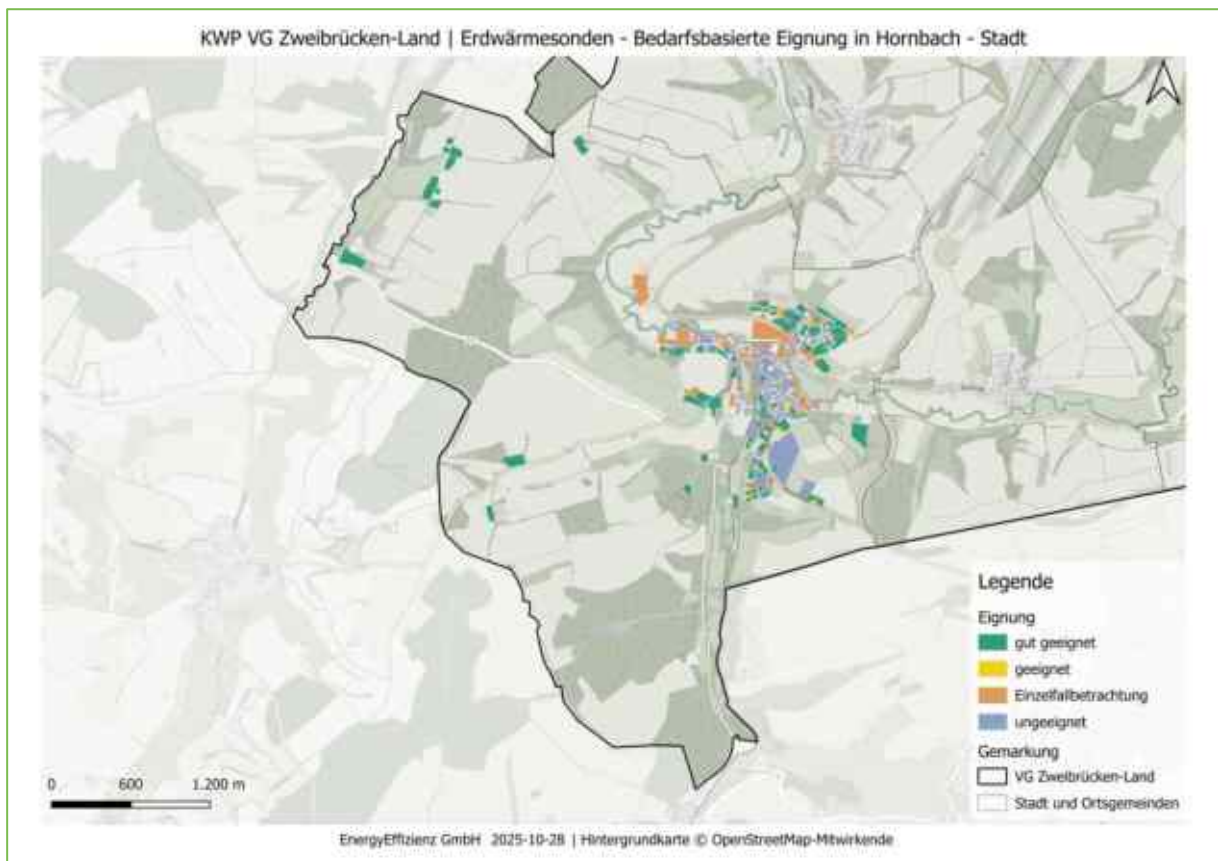 KWP VG Zweibrücken-Land | Erdwärmesonden - Bedarfsbasierte Eignung in Hornbach - Stadt
Legende
Eignung
gut geeignet
geeignet
Einzelfallbetrachtung
ungeeignet
Gemarkung
VG Zweibrücken-Land
Stadt und Ortsgemeinden
0 600 1.200 m
EnergyEffizienz GmbH 2025-10-28 | Hintergrundkarte © OpenStreetMap-Mitwirkende